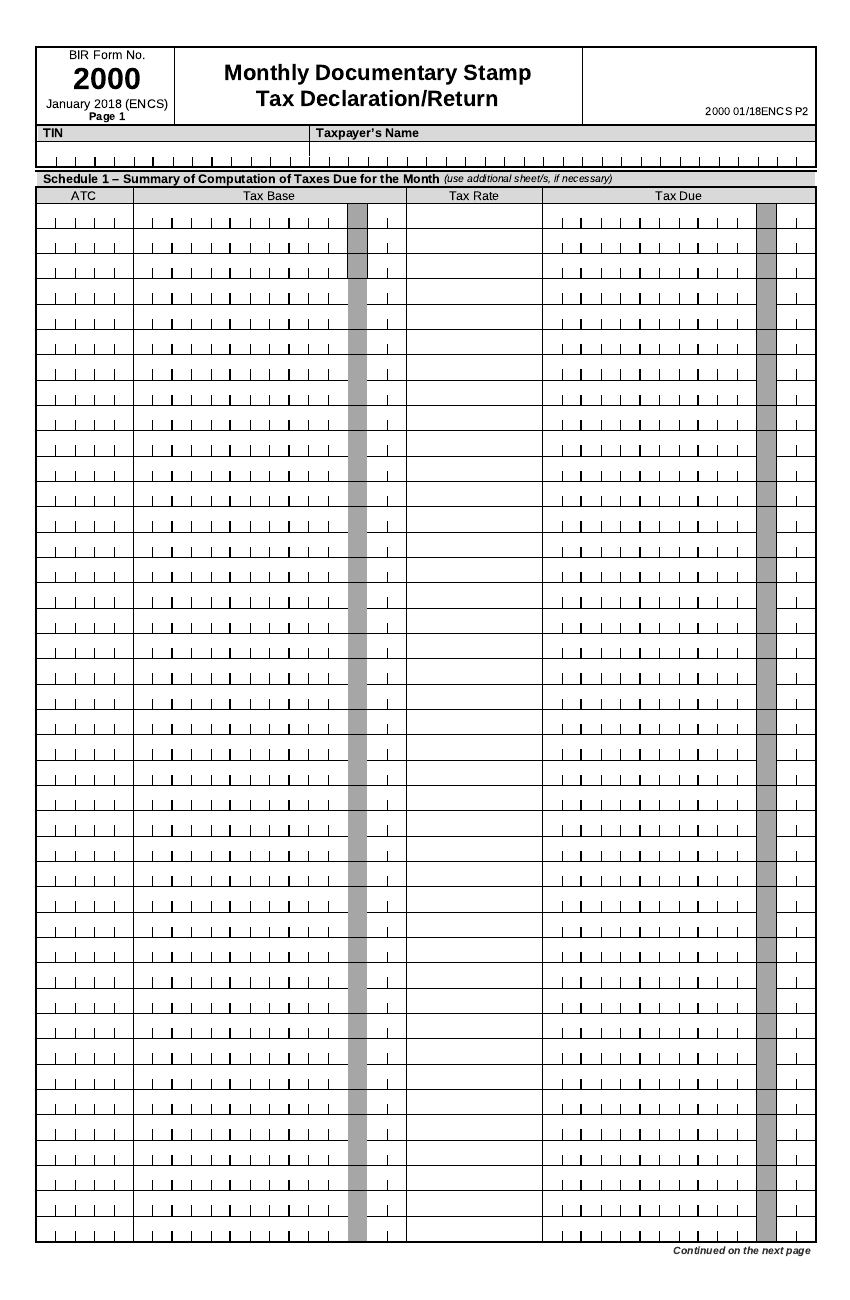 BIR Form No.
2000
January 2018 (ENCS)
Page 1
Monthly Documentary Stamp
Tax Declaration/Return
2000 01/18ENCS P2
TIN
Taxpayer's Name
Schedule 1 – Summary of Computation of Taxes Due for the Month (use additional sheet/s, if necessary)
ATC
Tax Base
Tax Rate
Tax Due
Continued on the next page